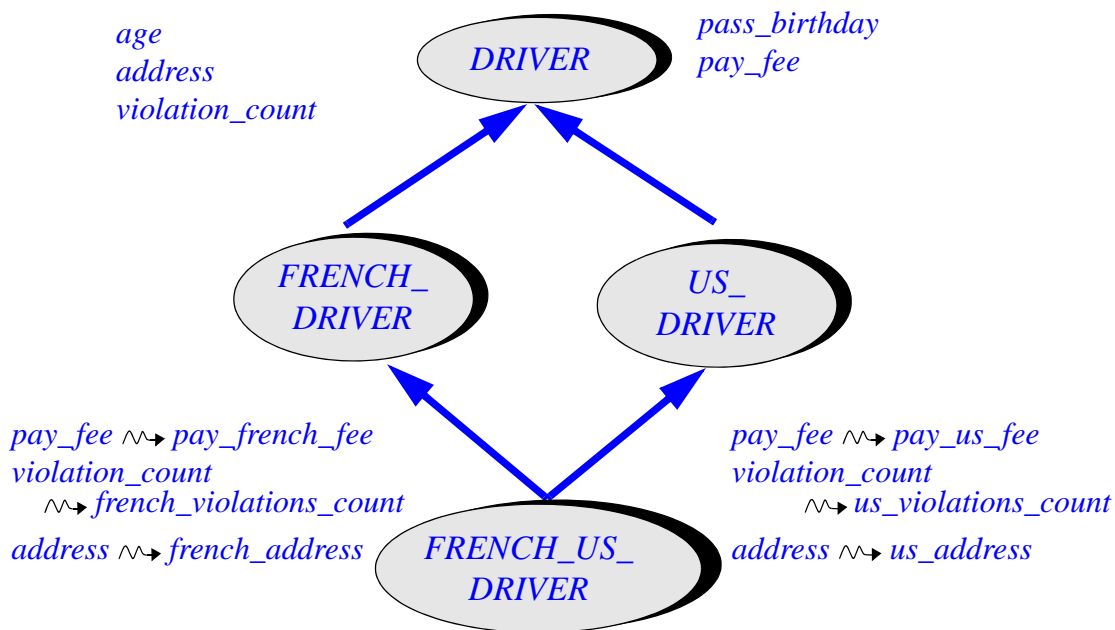 age
address
violation_count
DRIVER
pass_birthday
pay_fee
FRENCH_
DRIVER
US_
DRIVER
pay_fee pay_french_fee
violation_count
french_violations_count
address french_address
pay_fee pay_us_fee
violation_count
us_violations_count
address us_address
FRENCH_US_
DRIVER